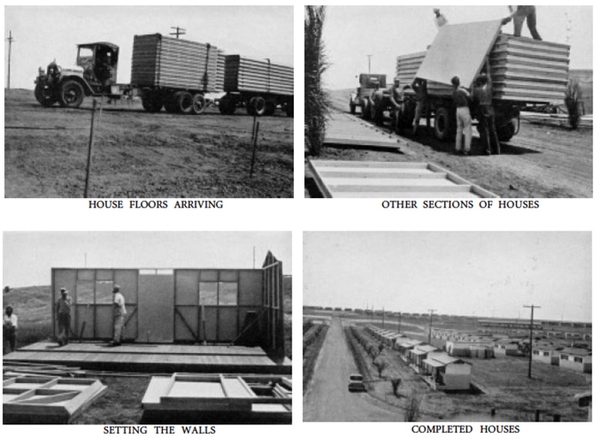 HOUSE FLOORS ARRIVING
OTHER SECTIONS OF HOUSES
SETTING THE WALLS
COMPLETED HOUSES